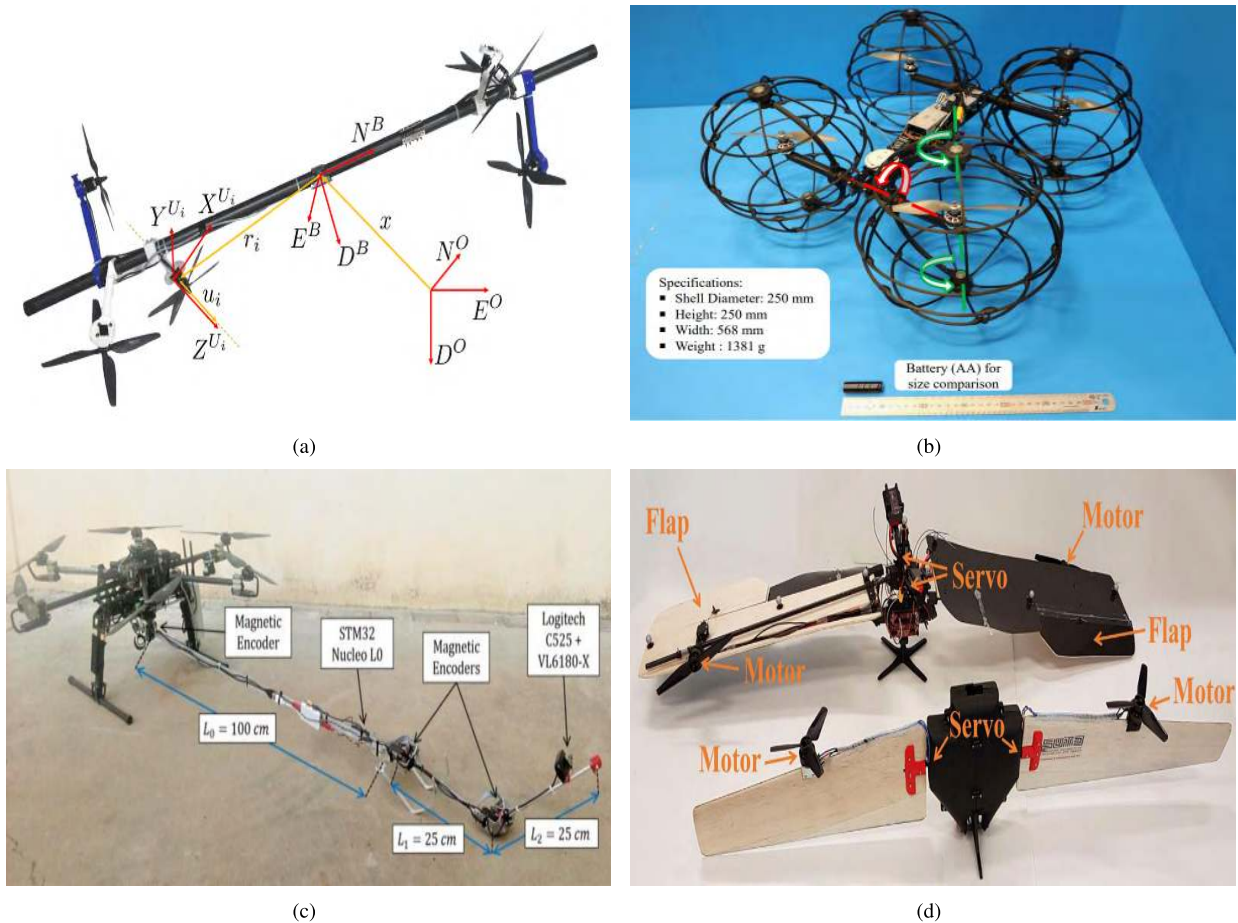 N^B
Y^{U_i}
X^{U_i}
r_i
E^B
D^B
x
N^O
u_i
E^O
Z^{U_i}
D^O
(a)
Specifications:
▪ Shell Diameter: 250 mm
▪ Height: 250 mm
▪ Width: 568 mm
▪ Weight : 1381 g
Battery (AA) for
size comparison
(b)
Magnetic
Encoder
STM32
Nucleo L0
Magnetic
Encoders
Logitech
C525 +
VL6180-X
L_0 = 100 cm
L_1 = 25 cm
L_2 = 25 cm
(c)
Flap
Motor
Servo
Flap
Motor
Motor
Servo
Motor
(d)